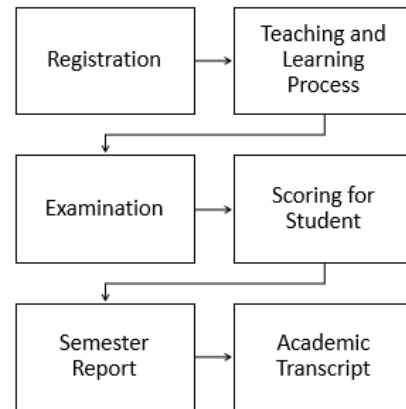 Registration
Teaching and
Learning
Process
Examination
Scoring for
Student
Semester
Report
Academic
Transcript